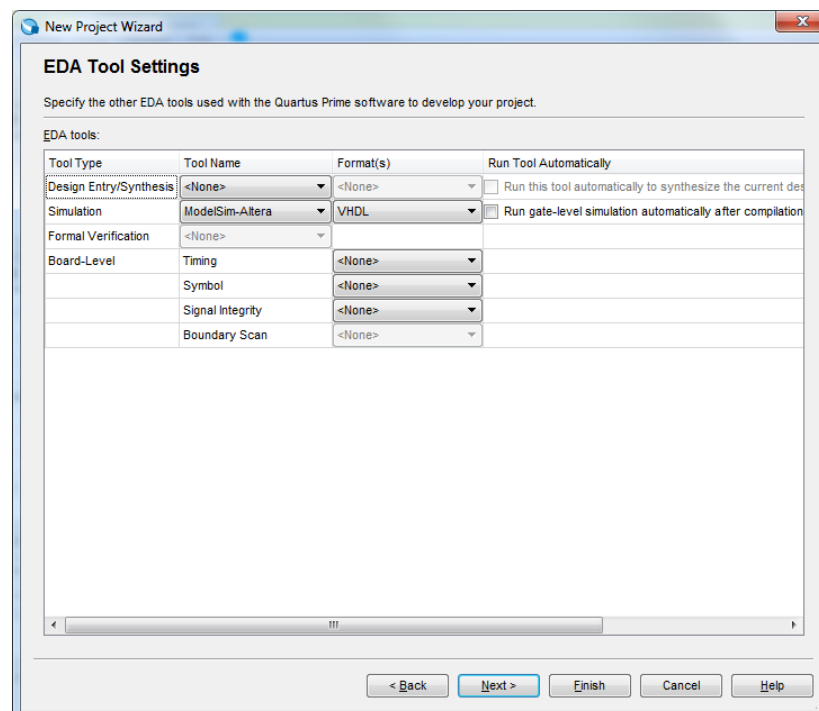 New Project Wizard
X
EDA Tool Settings
Specify the other EDA tools used with the Quartus Prime software to develop your project.
EDA tools:
Tool Type Tool Name Format(s) Run Tool Automatically
Design Entry/Synthesis <None> <None> Run this tool automatically to synthesize the current des
Simulation ModelSim-Altera VHDL Run gate-level simulation automatically after compilation
Formal Verification <None>
Board-Level Timing <None>
Symbol <None>
Signal Integrity <None>
Boundary Scan <None>
< Back Next > Finish Cancel Help